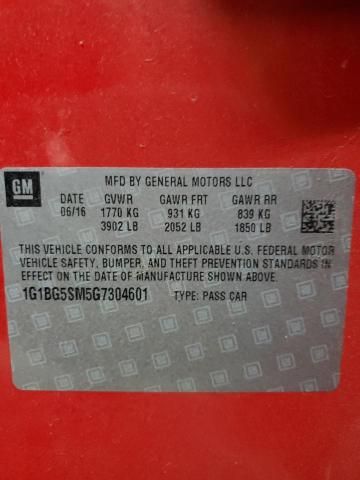 GM
MFD BY GENERAL MOTORS LLC
DATE GVWR GAWR FRT GAWR RR
06/16 1770 KG 931 KG 839 KG
3902 LB 2052 LB 1850 LB
THIS VEHICLE CONFORMS TO ALL APPLICABLE U.S. FEDERAL MOTOR
VEHICLE SAFETY, BUMPER, AND THEFT PREVENTION STANDARDS
IN EFFECT ON THE DATE OF MANUFACTURE SHOWN ABOVE.
1G1BG5SM5G7304601 TYPE: PASS CAR